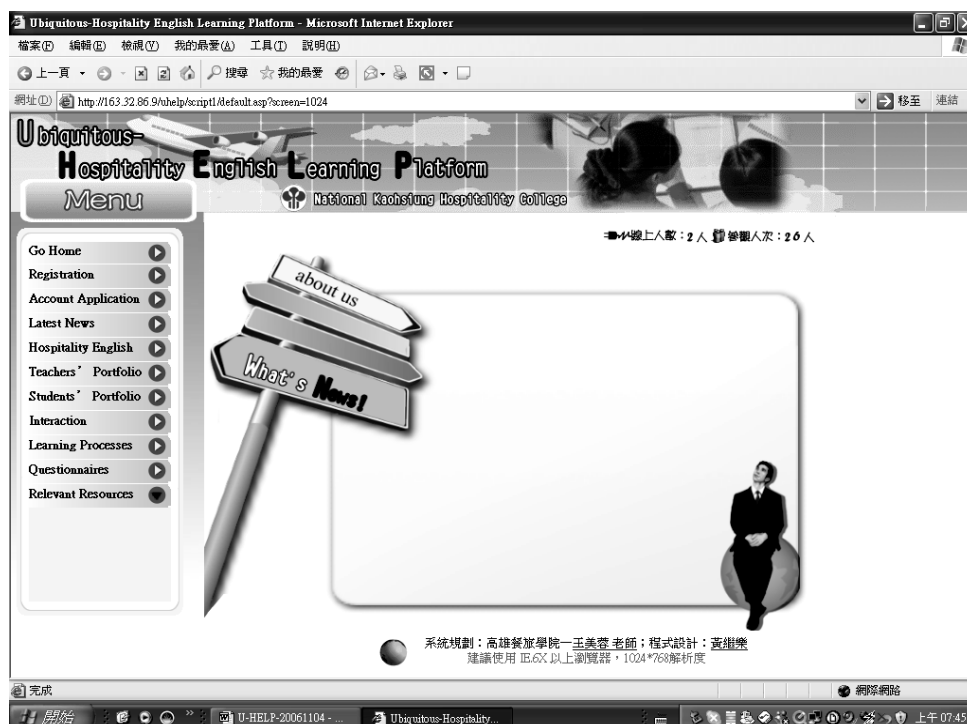 Ubiquitous-Hospitality English Learning Platform - Microsoft Internet Explorer
檔案(F) 編輯(E) 檢視(V) 我的最愛(A) 工具(T) 說明(H)
上一頁 搜尋 我的最愛
網址(D) http://163.32.86.9/uhelp/script1/default.asp?screen=1024 移至 連結
Ubiquitous-
Hospitality English Learning Platform
National Kaohsiung Hospitality College
Menu
線上人數：2人 參觀人次：26人
Go Home
Registration
Account Application
Latest News
Hospitality English
Teachers’ Portfolio
Students’ Portfolio
Interaction
Learning Processes
Questionnaires
Relevant Resources
about us
What's News!
系統規劃：高雄餐旅學院—王美蓉 老師；程式設計：黃繼樂
建議使用 IE.6X 以上瀏覽器，1024*768解析度
完成 網際網路
開始 U-HELP-20061104 - ... Ubiquitous-Hospitality... 上午 07:45